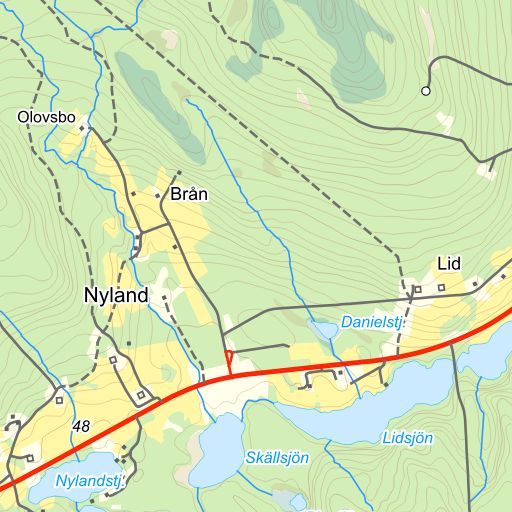 Olovsbo
Brån
Lid
Nyland
Danielstj.
48
Lidsjön
Skällsjön
Nylandstj.